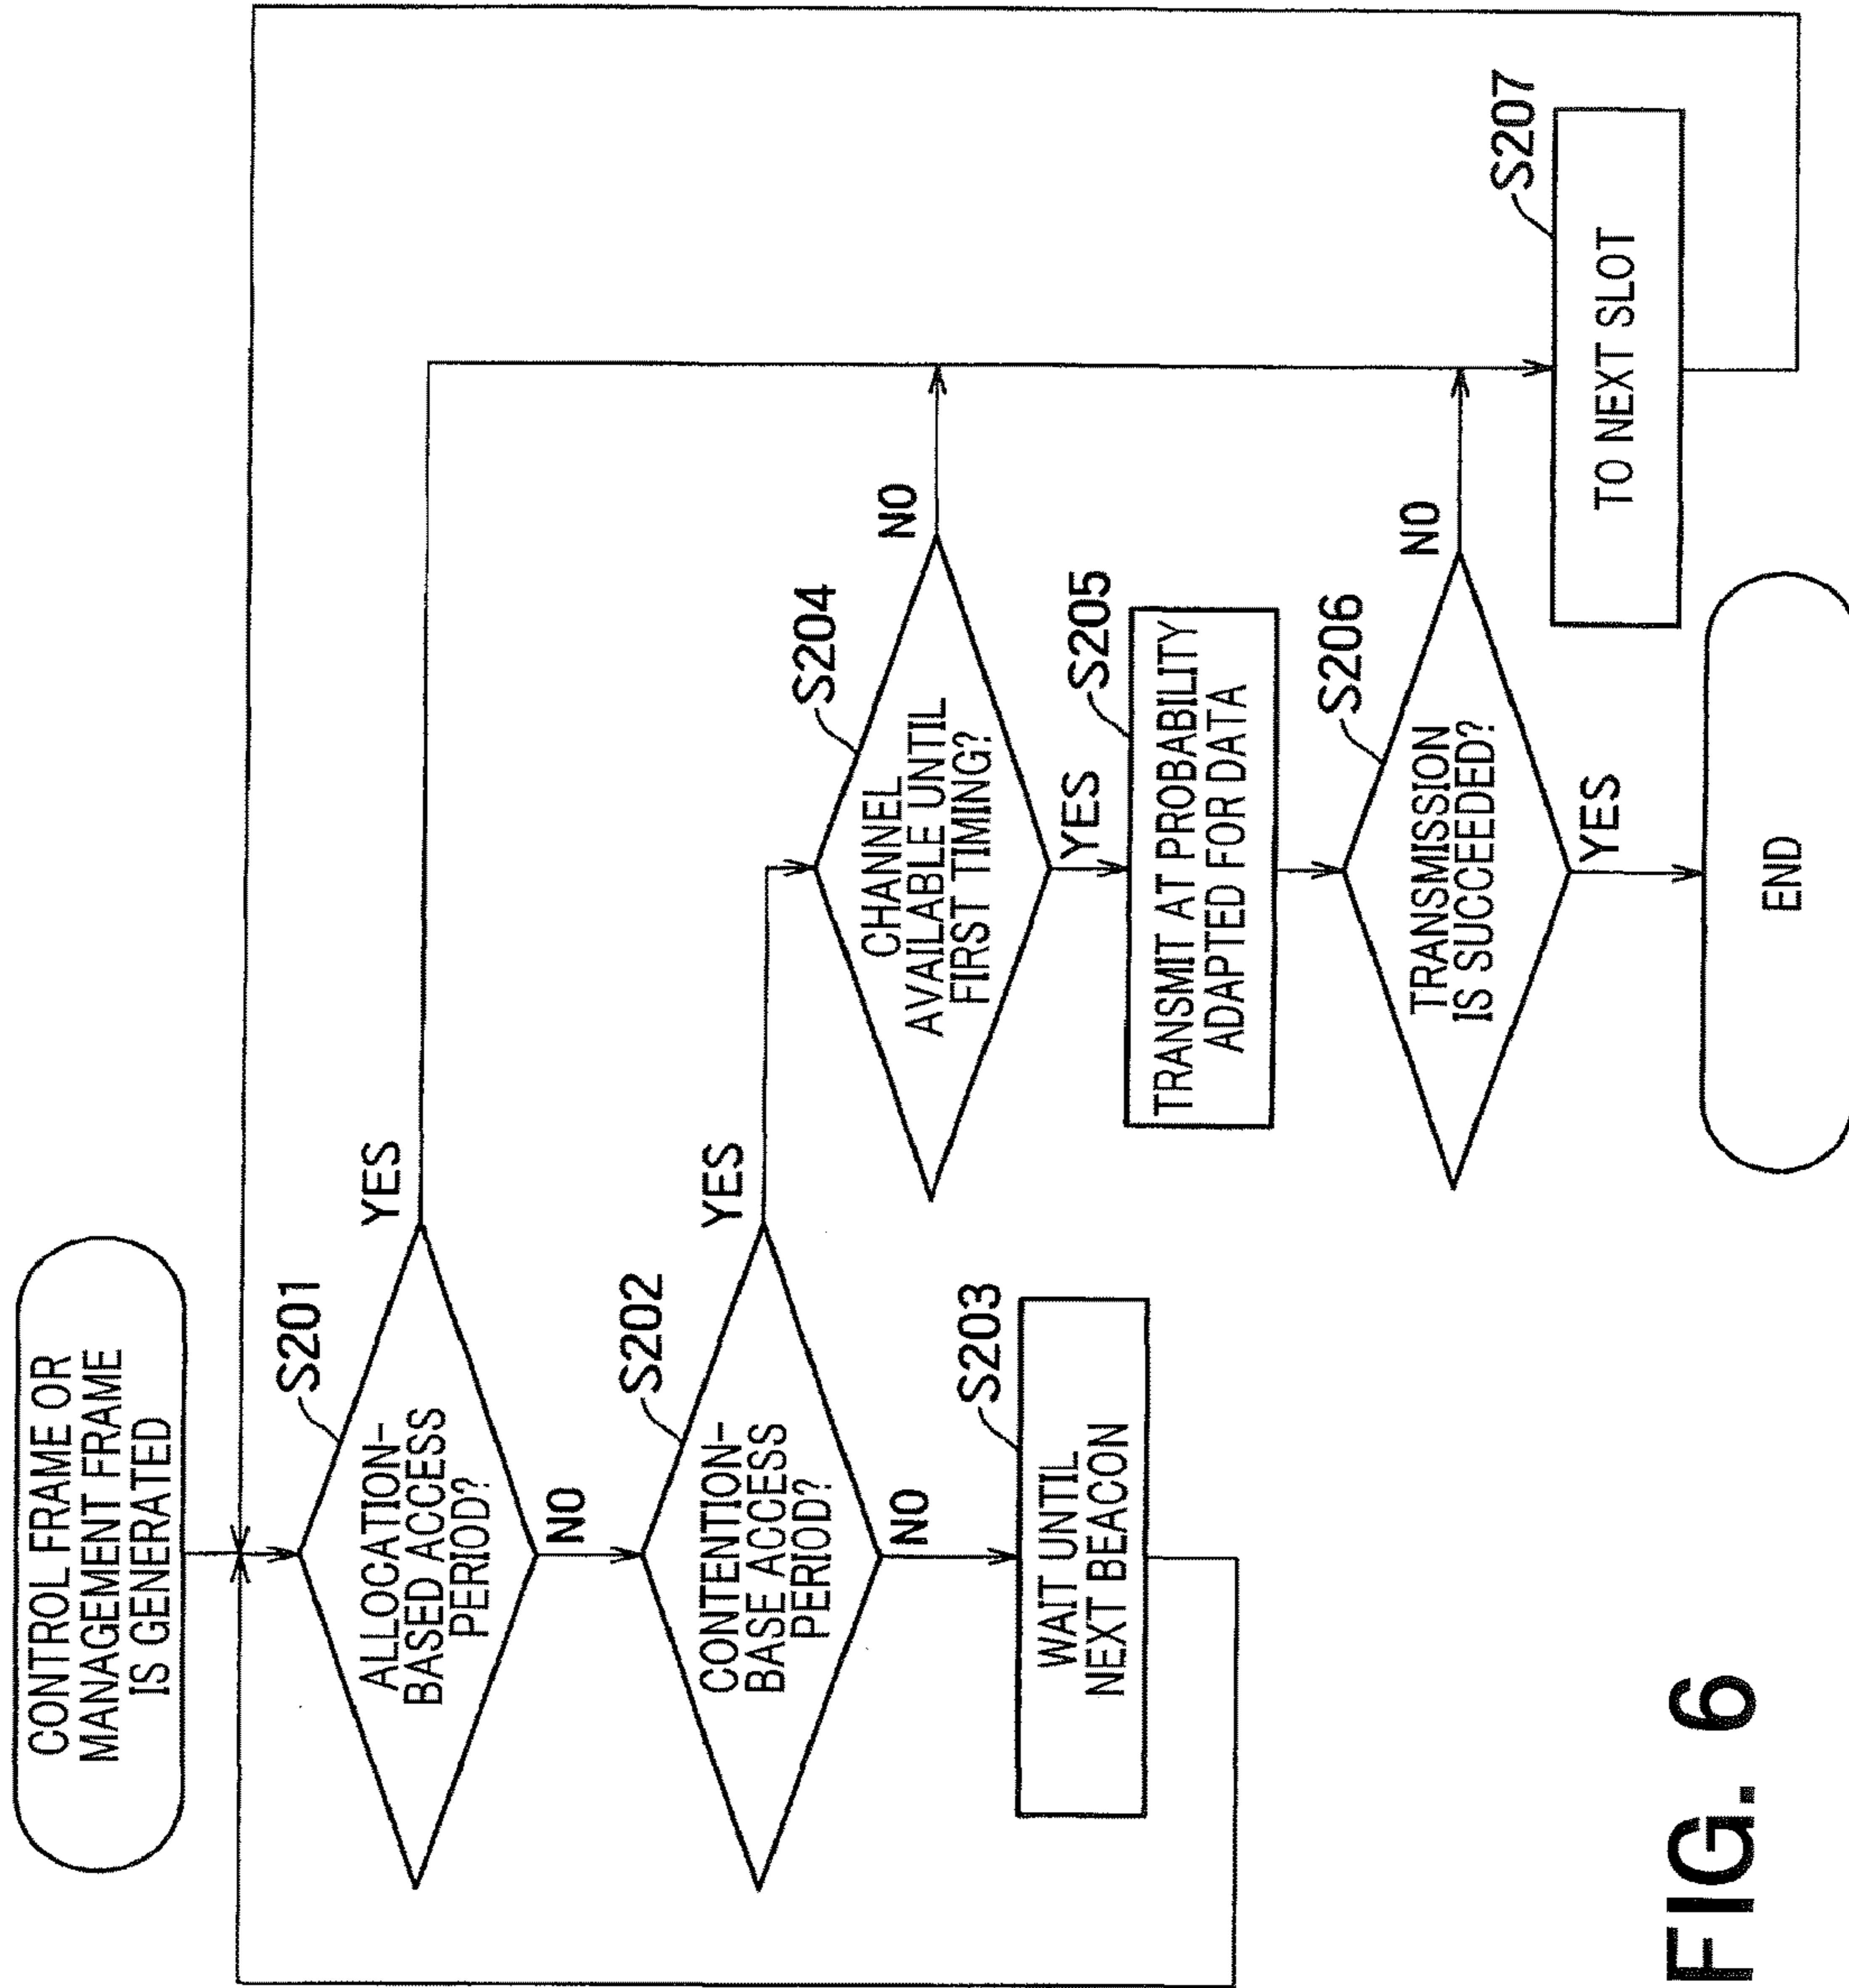 CONTROL FRAME OR
MANAGEMENT FRAME
IS GENERATED
S201
ALLOCATION-
BASED ACCESS
PERIOD?
YES
NO
S202
CONTENTION-
BASE ACCESS
PERIOD?
YES
NO
S203
WAIT UNTIL
NEXT BEACON
S204
CHANNEL
AVAILABLE UNTIL
FIRST TIMING?
NO
YES
S205
TRANSMIT AT PROBABILITY
ADAPTED FOR DATA
S206
TRANSMISSION
IS SUCCEEDED?
NO
YES
S207
TO NEXT SLOT
END
FIG. 6